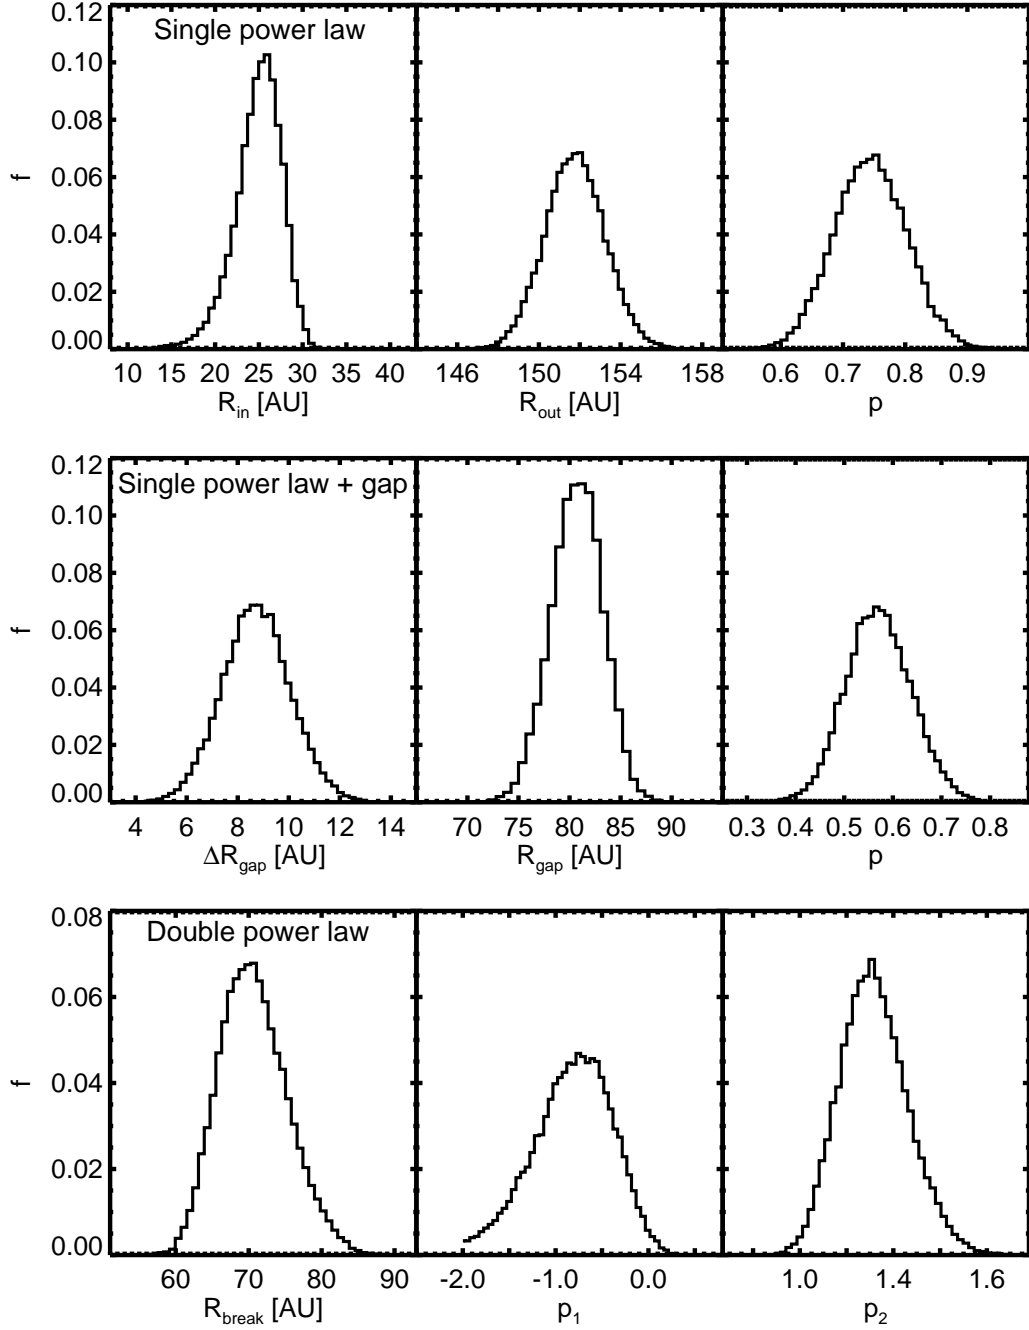 Single power law
0.12
0.10
0.08
0.06
0.04
0.02
0.00
f
10 15 20 25 30 35 40
146 150 154 158
0.6 0.7 0.8 0.9
R_in [AU]
R_out [AU]
p
Single power law + gap
0.12
0.10
0.08
0.06
0.04
0.02
0.00
f
4 6 8 10 12 14
70 75 80 85 90
0.3 0.4 0.5 0.6 0.7 0.8
ΔR_gap [AU]
R_gap [AU]
p
Double power law
0.08
0.06
0.04
0.02
0.00
f
60 70 80 90
-2.0 -1.0 0.0
1.0 1.4 1.6
R_break [AU]
p_1
p_2